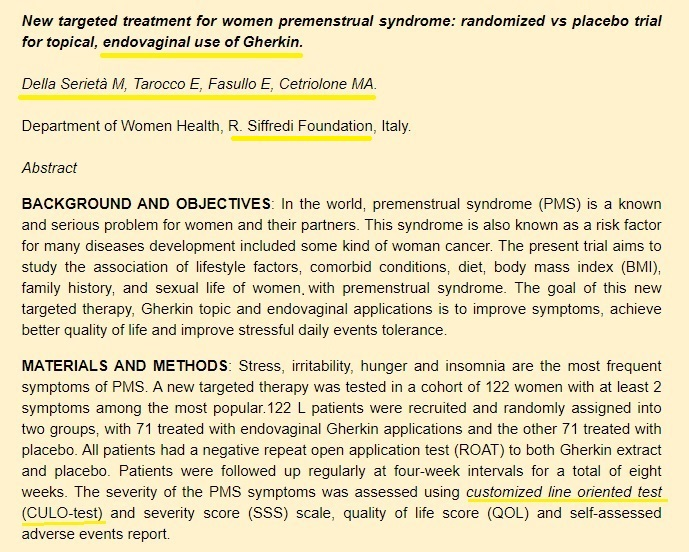 New targeted treatment for women premenstrual syndrome: randomized vs placebo trial
for topical, endovaginal use of Gherkin.
Della Serietà M, Tarocco E, Fasullo E, Cetriolone MA.
Department of Women Health, R. Siffredi Foundation, Italy.
Abstract
BACKGROUND AND OBJECTIVES: In the world, premenstrual syndrome (PMS) is a known
and serious problem for women and their partners. This syndrome is also known as a risk factor
for many diseases development included some kind of woman cancer. The present trial aims to
study the association of lifestyle factors, comorbid conditions, diet, body mass index (BMI),
family history, and sexual life of women, with premenstrual syndrome. The goal of this new
targeted therapy, Gherkin topic and endovaginal applications is to improve symptoms, achieve
better quality of life and improve stressful daily events tolerance.
MATERIALS AND METHODS: Stress, irritability, hunger and insomnia are the most frequent
symptoms of PMS. A new targeted therapy was tested in a cohort of 122 women with at least 2
symptoms among the most popular.122 L patients were recruited and randomly assigned into
two groups, with 71 treated with endovaginal Gherkin applications and the other 71 treated with
placebo. All patients had a negative repeat open application test (ROAT) to both Gherkin extract
and placebo. Patients were followed up regularly at four-week intervals for a total of eight
weeks. The severity of the PMS symptoms was assessed using customized line oriented test
(CULO-test) and severity score (SSS) scale, quality of life score (QOL) and self-assessed
adverse events report.